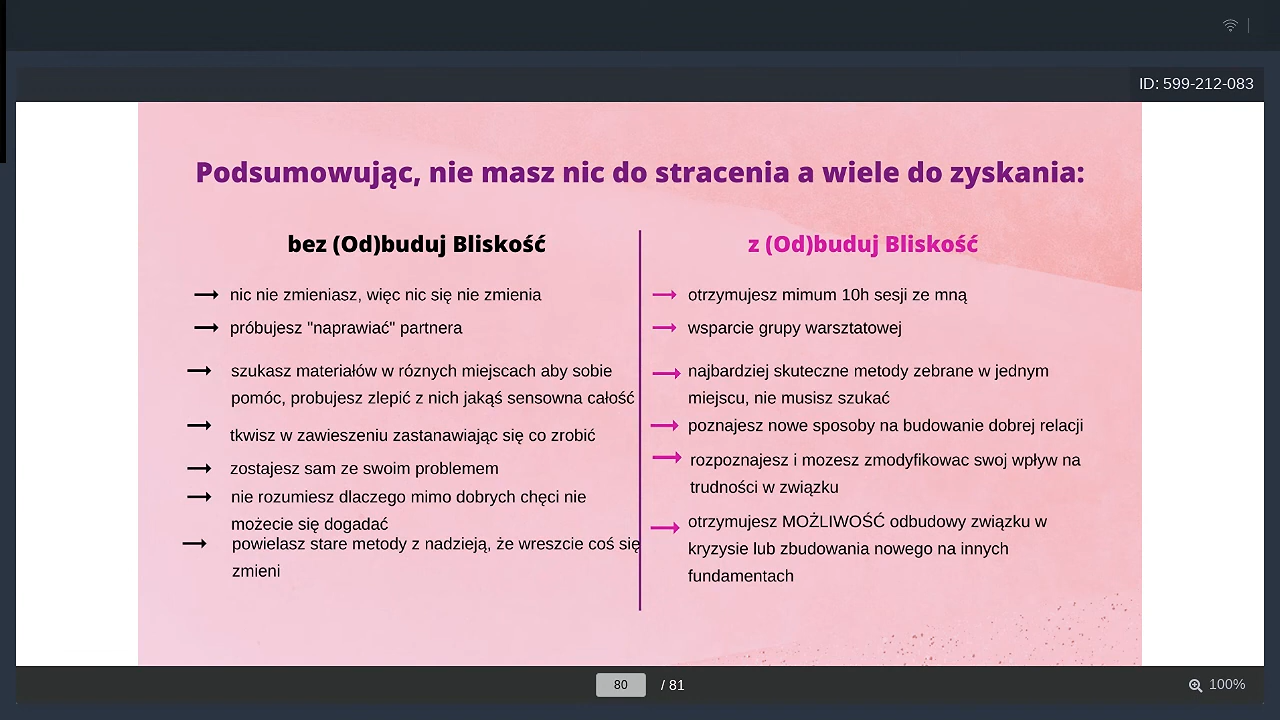 ID: 599-212-083
Podsumowując, nie masz nic do stracenia a wiele do zyskania:
bez (Od)buduj Bliskość
nic nie zmieniasz, więc nic się nie zmienia
próbujesz "naprawiać" partnera
szukasz materiałów w róznych miejscach aby sobie
pomóc, probujesz zlepić z nich jakąś sensowna całość
tkwisz w zawieszeniu zastanawiając się co zrobić
zostajesz sam ze swoim problemem
nie rozumiesz dlaczego mimo dobrych chęci nie
możecie się dogadać
powielasz stare metody z nadzieją, że wreszcie coś się
zmieni
z (Od)buduj Bliskość
otrzymujesz mimum 10h sesji ze mną
wsparcie grupy warsztatowej
najbardziej skuteczne metody zebrane w jednym
miejscu, nie musisz szukać
poznajesz nowe sposoby na budowanie dobrej relacji
rozpoznajesz i mozesz zmodyfikowac swoj wpływ na
trudności w związku
otrzymujesz MOŻLIWOŚĆ odbudowy związku w
kryzysie lub zbudowania nowego na innych
fundamentach
80 / 81
100%